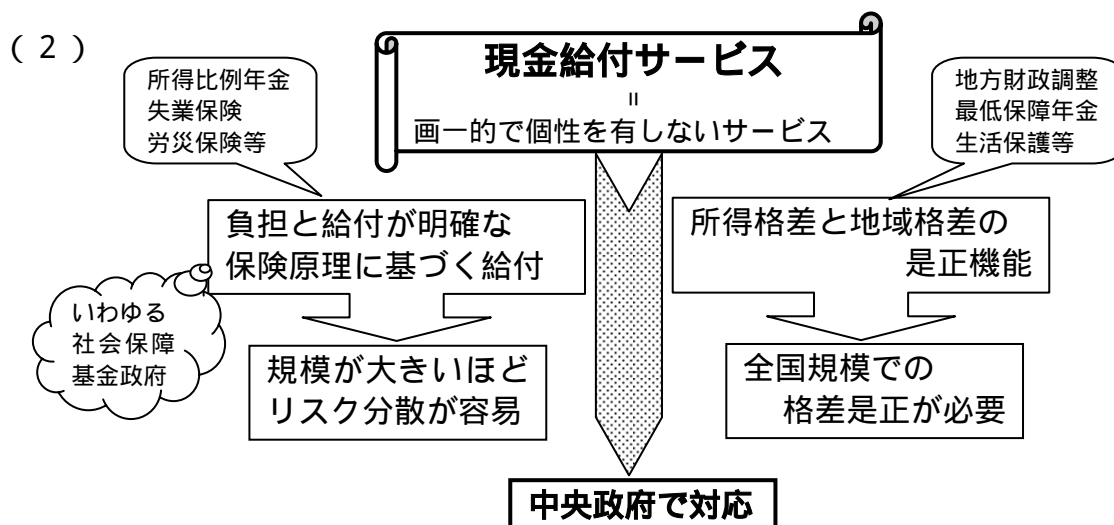 (2)
現金給付サービス
=
画一的で個性を有しないサービス
所得比例年金
失業保険
労災保険等
地方財政調整
最低保障年金
生活保護等
負担と給付が明確な
保険原理に基づく給付
所得格差と地域格差の
是正機能
いわゆる
社会保障
基金政府
規模が大きいほど
リスク分散が容易
全国規模での
格差是正が必要
中央政府で対応